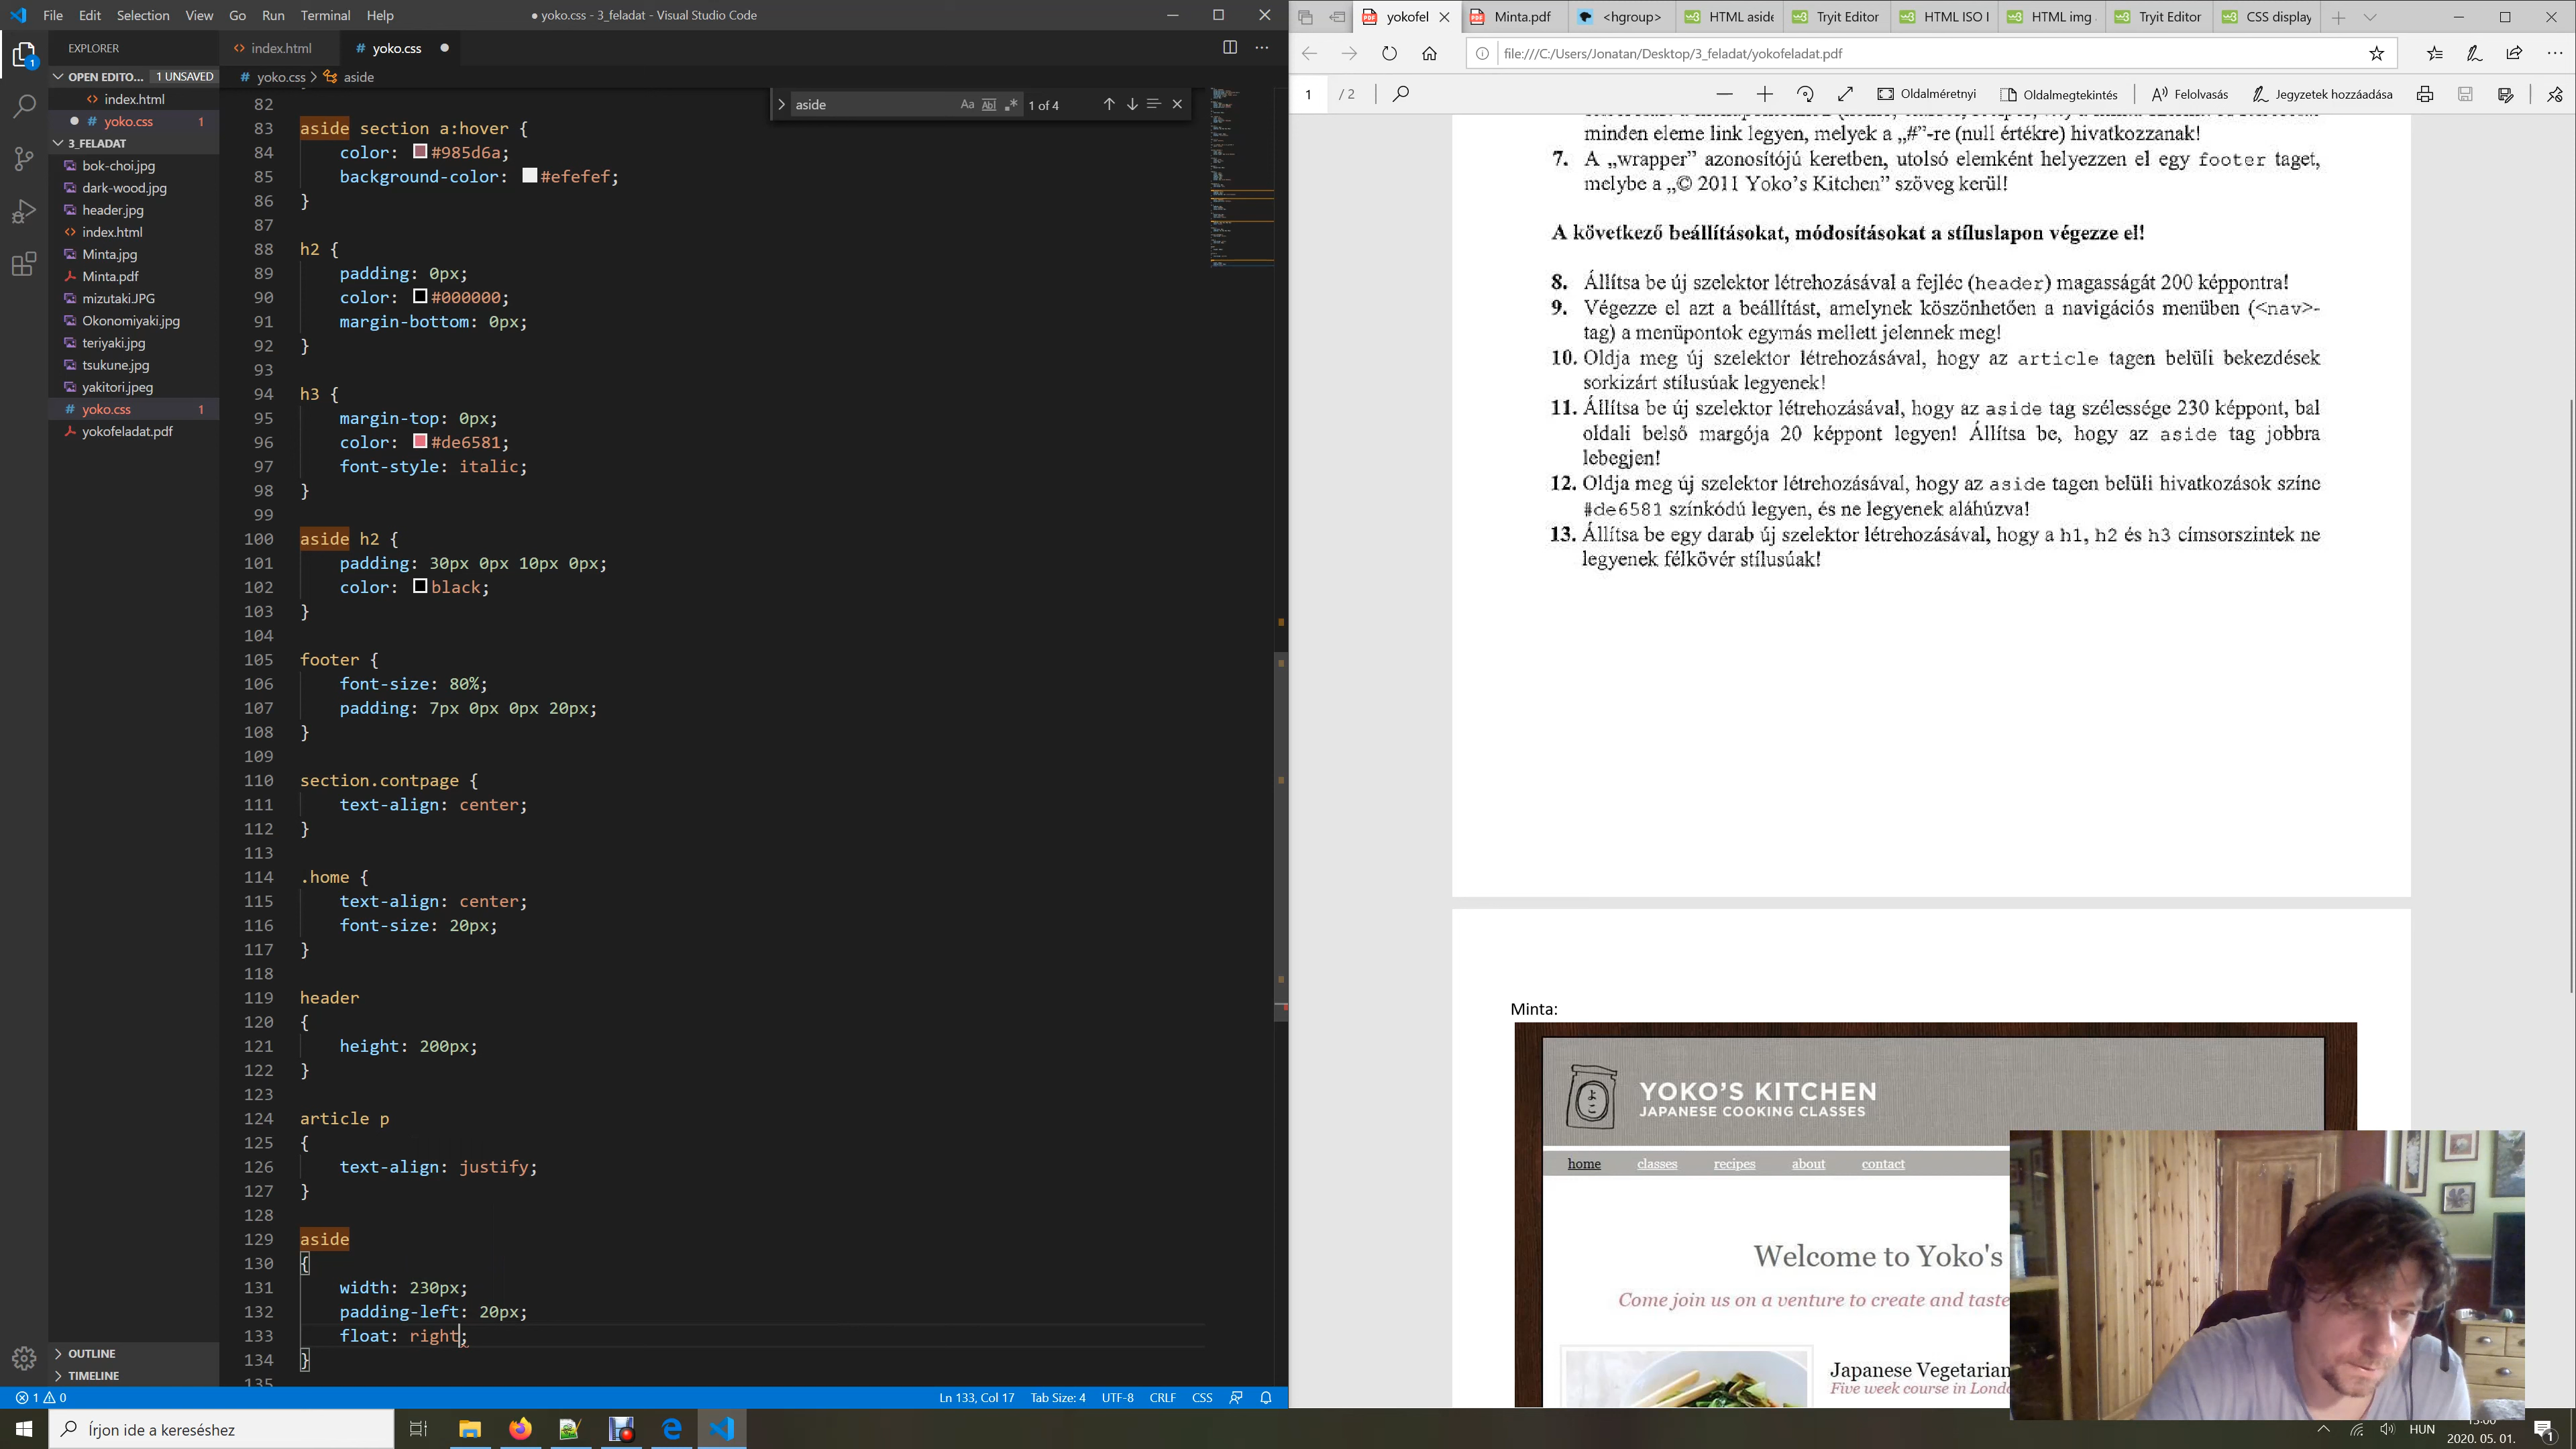 File Edit Selection View Go Run Terminal Help
● yoko.css - 3_feladat - Visual Studio Code
EXPLORER
OPEN EDITO... 1 UNSAVED
index.html
yoko.css 1
3_FELADAT
bok-choi.jpg
dark-wood.jpg
header.jpg
index.html
Minta.jpg
Minta.pdf
mizutaki.JPG
Okonomiyaki.jpg
teriyaki.jpg
tsukune.jpg
yakitori.jpeg
yoko.css 1
yokofeladat.pdf
OUTLINE
TIMELINE
index.html yoko.css
yoko.css > aside
aside Aa Abl .* 1 of 4
82
83 aside section a:hover {
84 color: #985d6a;
85 background-color: #efefef;
86 }
87
88 h2 {
89 padding: 0px;
90 color: #000000;
91 margin-bottom: 0px;
92 }
93
94 h3 {
95 margin-top: 0px;
96 color: #de6581;
97 font-style: italic;
98 }
99
100 aside h2 {
101 padding: 30px 0px 10px 0px;
102 color: black;
103 }
104
105 footer {
106 font-size: 80%;
107 padding: 7px 0px 0px 20px;
108 }
109
110 section.contpage {
111 text-align: center;
112 }
113
114 .home {
115 text-align: center;
116 font-size: 20px;
117 }
118
119 header
120 {
121 height: 200px;
122 }
123
124 article p
125 {
126 text-align: justify;
127 }
128
129 aside
130 {
131 width: 230px;
132 padding-left: 20px;
133 float: right;
134 }
135
1 0
Ln 133, Col 17 Tab Size: 4 UTF-8 CRLF CSS
yokofel Minta.pdf <hgroup> HTML aside Tryit Editor HTML ISO HTML img Tryit Editor CSS display
file:///C:/Users/Jonatan/Desktop/3_feladat/yokofeladat.pdf
1 / 2 Oldalméretnyi Oldalmegtekintés Felolvasás Jegyzetek hozzáadása
minden eleme link legyen, melyek a „#”-re (null értékre) hivatkozzanak!
7. A „wrapper” azonosítójú keretben, utolsó elemként helyezzen el egy footer taget,
melybe a „© 2011 Yoko’s Kitchen” szöveg kerül!
A következő beállításokat, módosításokat a stíluslapon végezze el!
8. Állítsa be új szelektor létrehozásával a fejléc (header) magasságát 200 képpontra!
9. Végezze el azt a beállítást, amelynek köszönhetően a navigációs menüben (<nav>-
tag) a menüpontok egymás mellett jelennek meg!
10. Oldja meg új szelektor létrehozásával, hogy az article tagen belüli bekezdések
sorkizárt stílusúak legyenek!
11. Állítsa be új szelektor létrehozásával, hogy az aside tag szélessége 230 képpont, bal
oldali belső margója 20 képpont legyen! Állítsa be, hogy az aside tag jobbra
lebegjen!
12. Oldja meg új szelektor létrehozásával, hogy az aside tagen belüli hivatkozások színe
#de6581 színkódú legyen, és ne legyenek aláhúzva!
13. Állítsa be egy darab új szelektor létrehozásával, hogy a h1, h2 és h3 címsorszintek ne
legyenek félkövér stílusúak!
Minta:
よこ
YOKO’S KITCHEN
JAPANESE COOKING CLASSES
home classes recipes about contact
Welcome to Yoko's
Come join us on a venture to create and taste
Japanese Vegetarian
Five week course in
Írjon ide a kereséshez
HUN
2020. 05. 01.
1